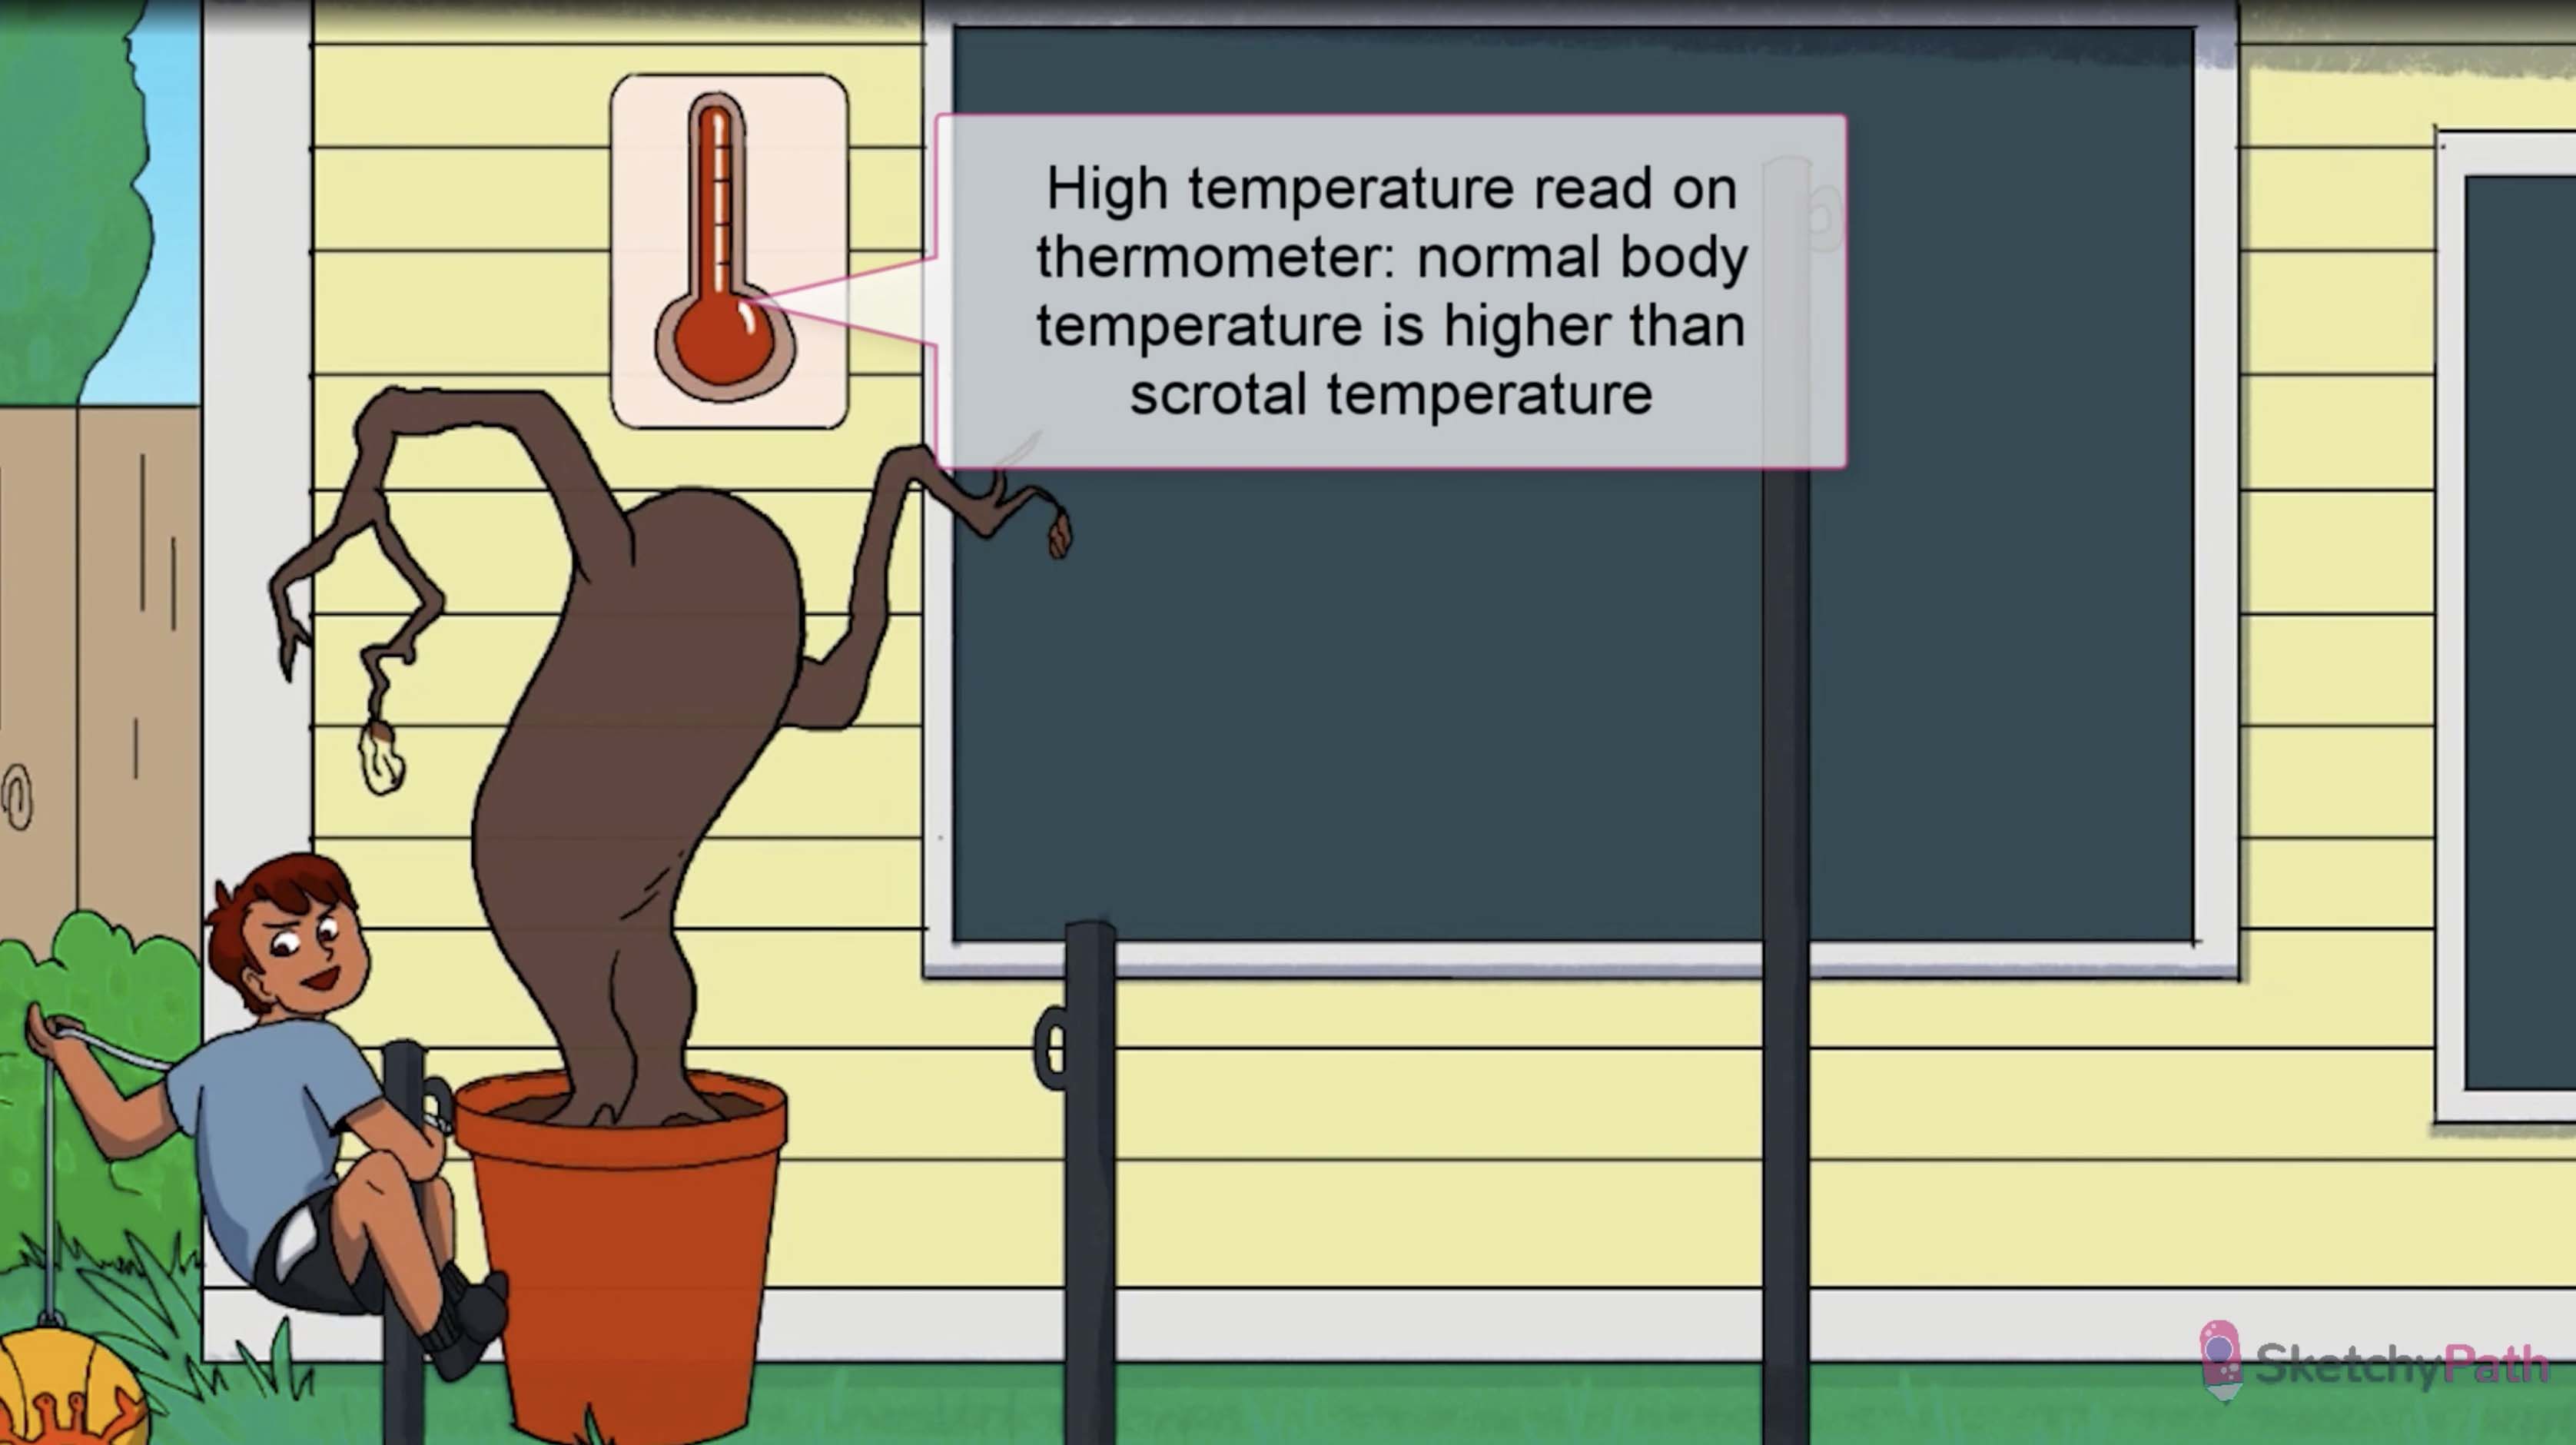 High temperature read on
thermometer: normal body
temperature is higher than
scrotal temperature
SketchyPath